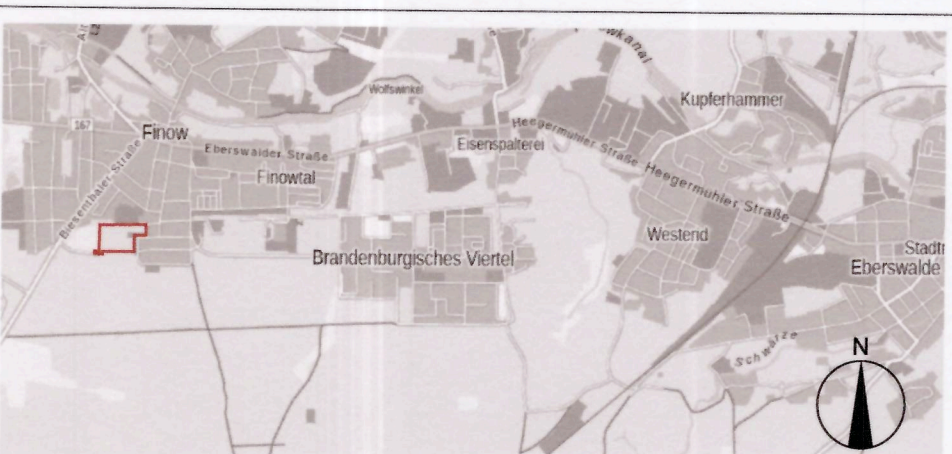 Wolfswinkel
Kupferhammer
167
Finow
Eberswalder Straße
Finowtal
Eisenspalterei
Heegermühler Straße
Heegermühler Straße
Biesenthaler-Straße
Westend
Brandenburgisches Viertel
Eberswalde
Schwärze
N